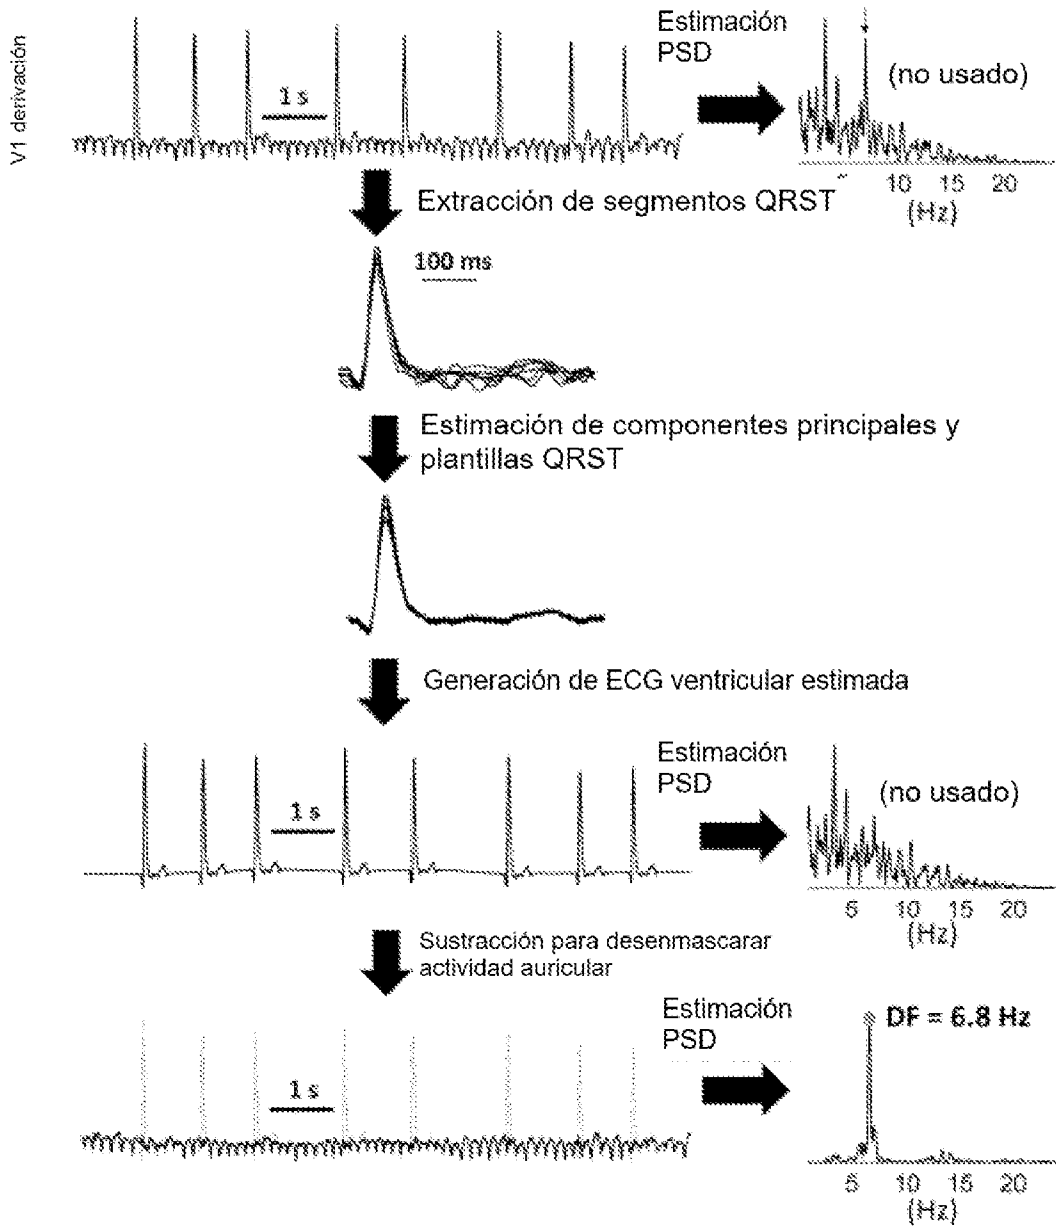 V1 derivación
1 s
Estimación
PSD
(no usado)
10 15 20
(Hz)
Extracción de segmentos QRST
100 ms
Estimación de componentes principales y
plantillas QRST
Generación de ECG ventricular estimada
1 s
Estimación
PSD
(no usado)
5 10 15 20
(Hz)
Sustracción para desenmascarar
actividad auricular
1 s
Estimación
PSD
DF = 6.8 Hz
5 10 15 20
(Hz)